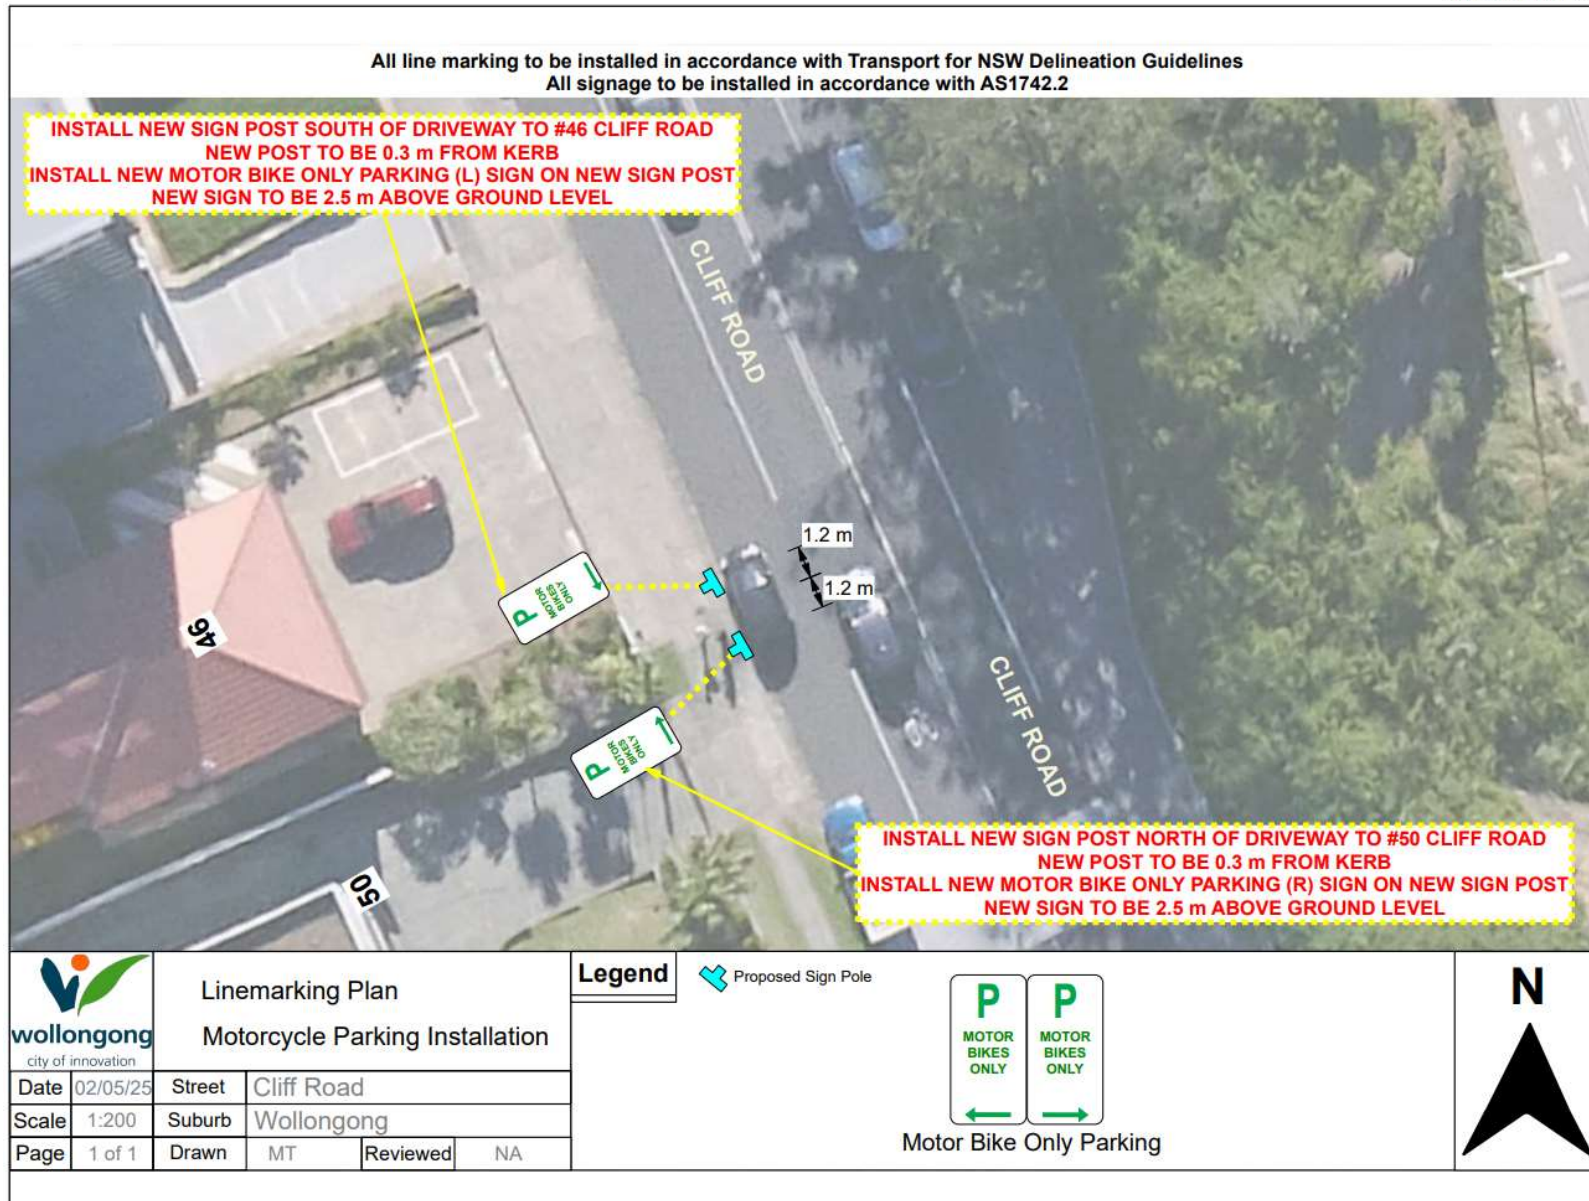 All line marking to be installed in accordance with Transport for NSW Delineation Guidelines
All signage to be installed in accordance with AS1742.2
INSTALL NEW SIGN POST SOUTH OF DRIVEWAY TO #46 CLIFF ROAD
NEW POST TO BE 0.3 m FROM KERB
INSTALL NEW MOTOR BIKE ONLY PARKING (L) SIGN ON NEW SIGN POST
NEW SIGN TO BE 2.5 m ABOVE GROUND LEVEL
CLIFF ROAD
1.2 m
1.2 m
P
MOTOR
BIKES
ONLY
46
CLIFF ROAD
P
MOTOR
BIKES
ONLY
50
INSTALL NEW SIGN POST NORTH OF DRIVEWAY TO #50 CLIFF ROAD
NEW POST TO BE 0.3 m FROM KERB
INSTALL NEW MOTOR BIKE ONLY PARKING (R) SIGN ON NEW SIGN POST
NEW SIGN TO BE 2.5 m ABOVE GROUND LEVEL
wollongong
city of innovation
Linemarking Plan
Motorcycle Parking Installation
Date 02/05/25 Street Cliff Road
Scale 1:200 Suburb Wollongong
Page 1 of 1 Drawn MT Reviewed NA
Legend
Proposed Sign Pole
P
MOTOR
BIKES
ONLY
P
MOTOR
BIKES
ONLY
Motor Bike Only Parking
N